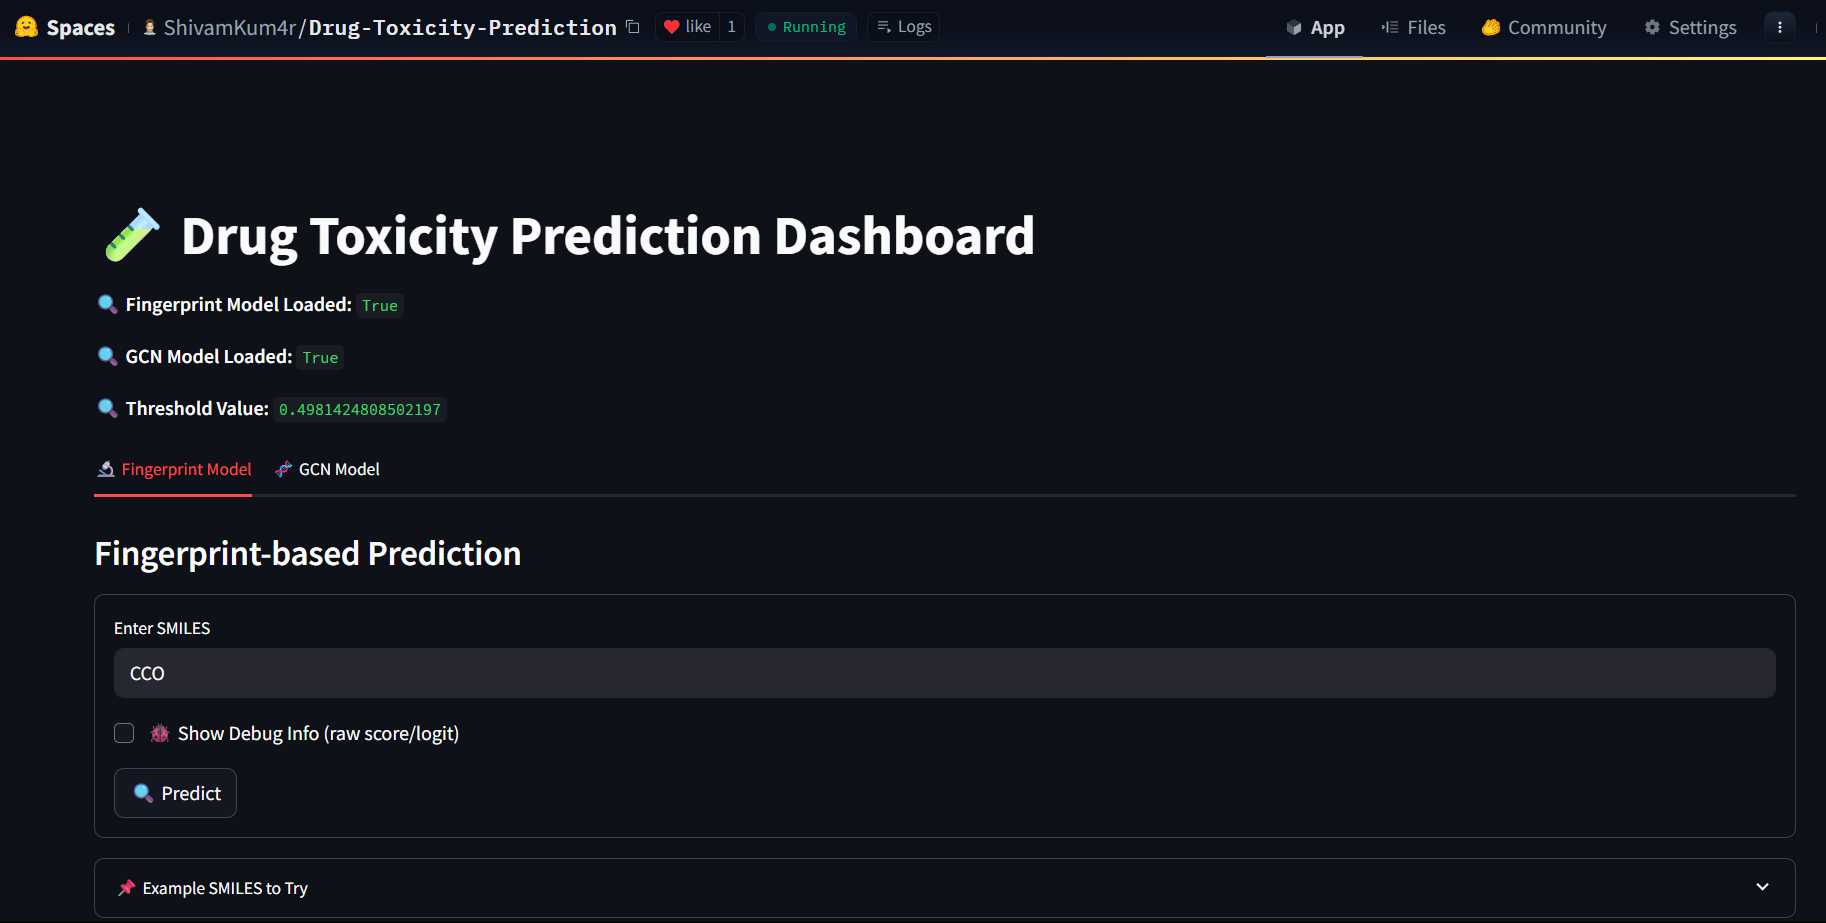 Spaces ShivamKum4r/Drug-Toxicity-Prediction like 1 Running Logs App Files Community Settings
Drug Toxicity Prediction Dashboard
Fingerprint Model Loaded: True
GCN Model Loaded: True
Threshold Value: 0.4981424808502197
Fingerprint Model GCN Model
Fingerprint-based Prediction
Enter SMILES
CCO
Show Debug Info (raw score/logit)
Predict
Example SMILES to Try